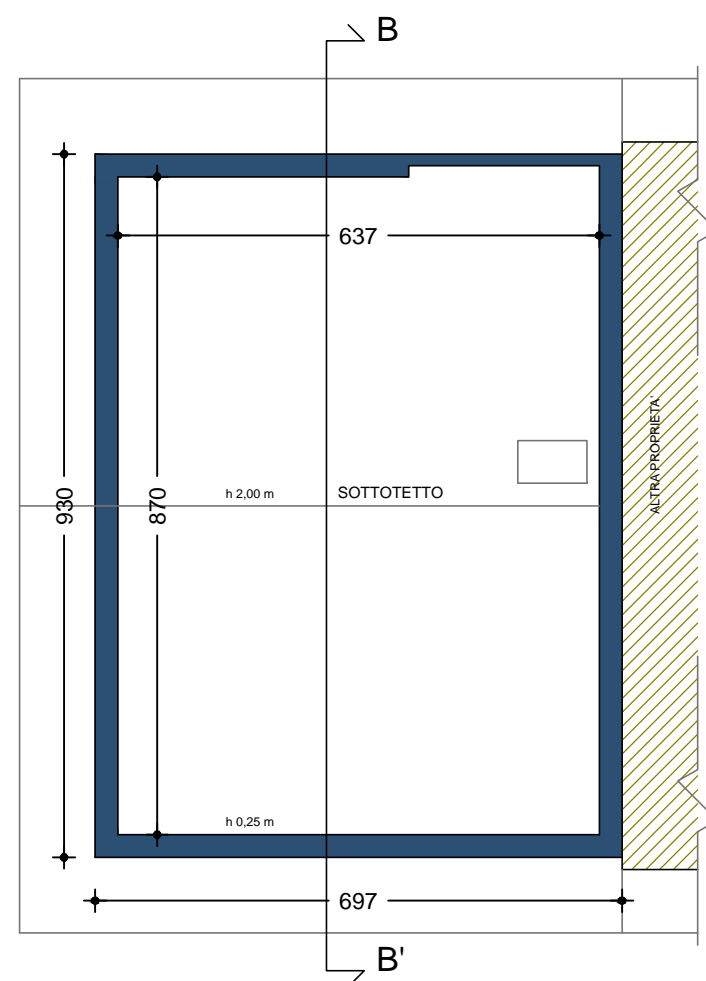 B
637
ALTRA PROPRIETA'
h 2,00 m
SOTTOTETTO
930
870
h 0,25 m
697
B'